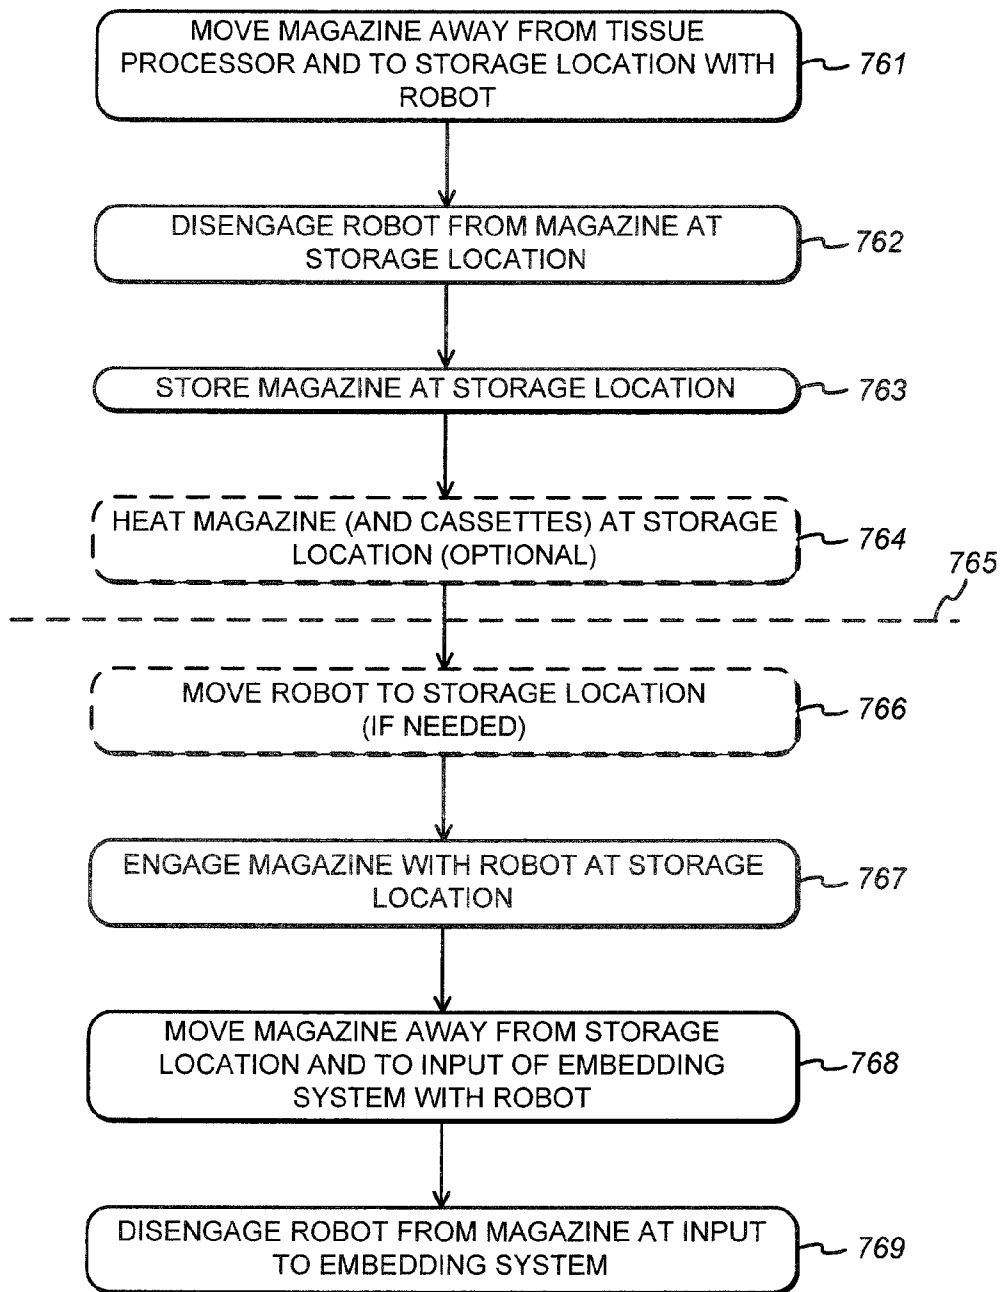 MOVE MAGAZINE AWAY FROM TISSUE
PROCESSOR AND TO STORAGE LOCATION WITH
ROBOT
761
DISENGAGE ROBOT FROM MAGAZINE AT
STORAGE LOCATION
762
STORE MAGAZINE AT STORAGE LOCATION
763
HEAT MAGAZINE (AND CASSETTES) AT STORAGE
LOCATION (OPTIONAL)
764
765
MOVE ROBOT TO STORAGE LOCATION
(IF NEEDED)
766
ENGAGE MAGAZINE WITH ROBOT AT STORAGE
LOCATION
767
MOVE MAGAZINE AWAY FROM STORAGE
LOCATION AND TO INPUT OF EMBEDDING
SYSTEM WITH ROBOT
768
DISENGAGE ROBOT FROM MAGAZINE AT INPUT
TO EMBEDDING SYSTEM
769